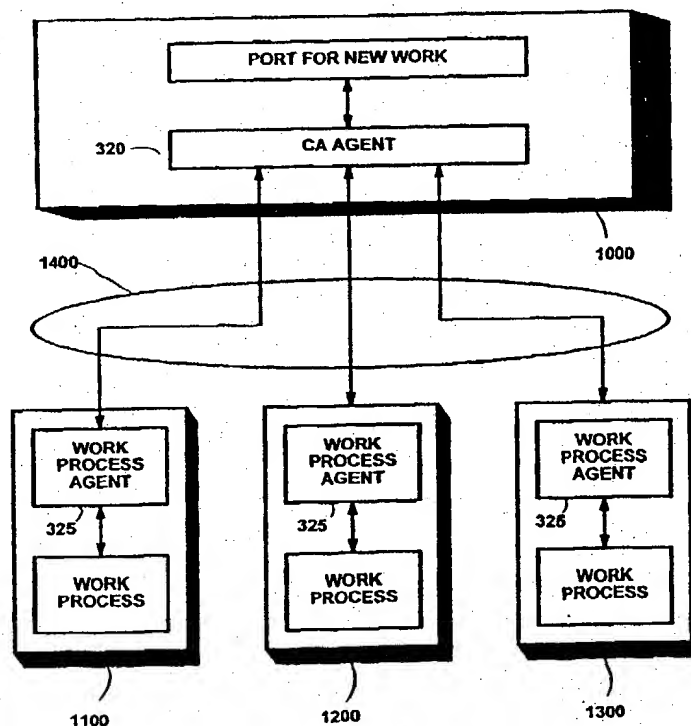 PORT FOR NEW WORK
320
CA AGENT
1000
1400
WORK
PROCESS
AGENT
325
WORK
PROCESS
1100
WORK
PROCESS
AGENT
325
WORK
PROCESS
1200
WORK
PROCESS
AGENT
325
WORK
PROCESS
1300